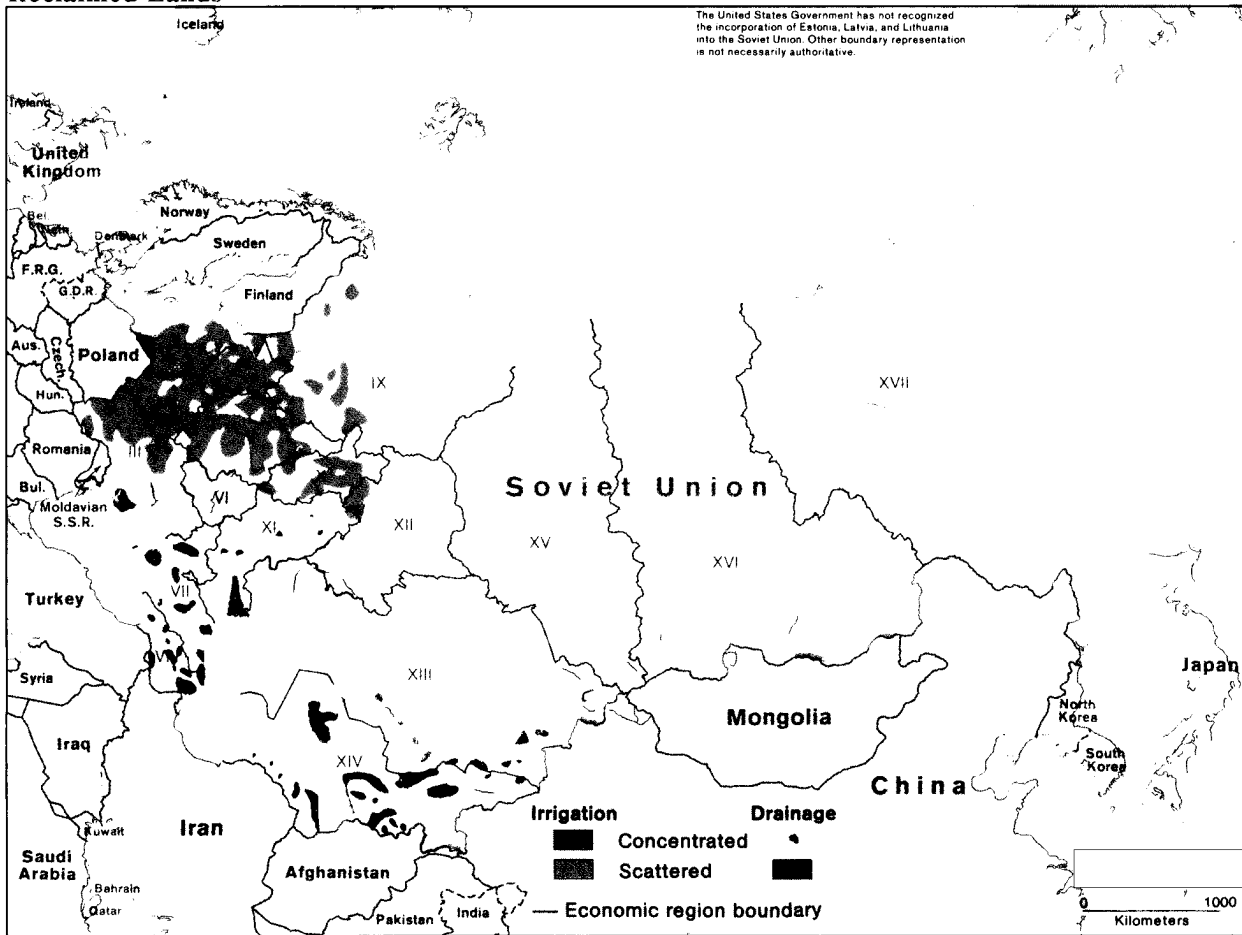 Reclaimed Lands
The United States Government has not recognized
the incorporation of Estonia, Latvia, and Lithuania
into the Soviet Union. Other boundary representation
is not necessarily authoritative.
Iceland
Ireland
United
Kingdom
Norway
Bel.
Neth.
Denmark
Sweden
F.R.G.
G.D.R.
Finland
Aus.
Czech.
Poland
Hun.
IX
XVII
Romania
III
Bul.
Moldavian
S.S.R.
VI
Soviet Union
XI
XII
XV
XVI
Turkey
VII
Syria
XIII
Japan
Mongolia
North
Korea
South
Korea
Iraq
XIV
China
Irrigation
Drainage
Kuwait
Iran
Concentrated
Saudi
Arabia
Afghanistan
Scattered
Bahrain
Qatar
Pakistan
India
Economic region boundary
0
1000
Kilometers